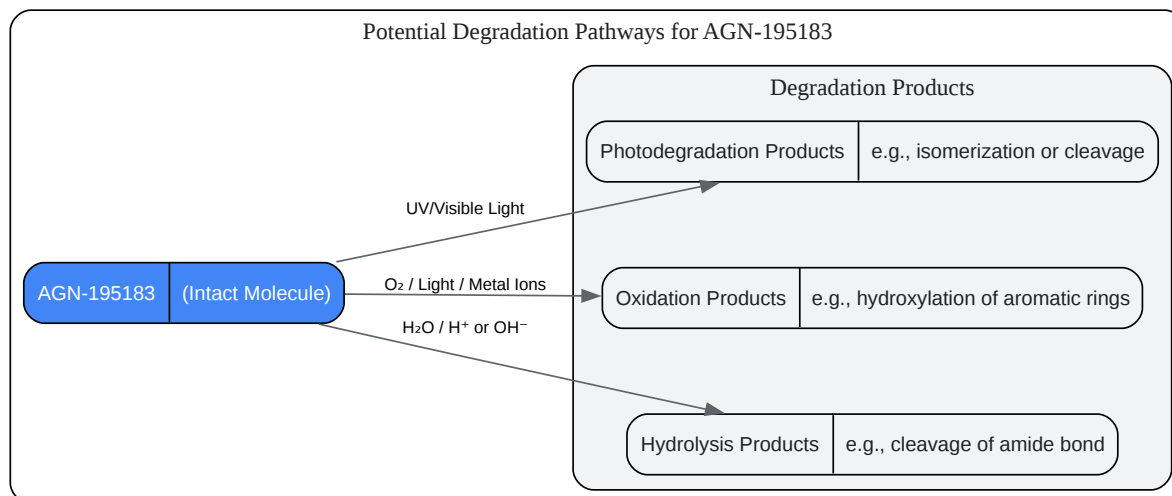 Potential Degradation Pathways for AGN-195183
Degradation Products
Photodegradation Products e.g., isomerization or cleavage
UV/Visible Light
AGN-195183 (Intact Molecule)
O₂ / Light / Metal Ions
Oxidation Products e.g., hydroxylation of aromatic rings
H₂O / H⁺ or OH⁻
Hydrolysis Products e.g., cleavage of amide bond